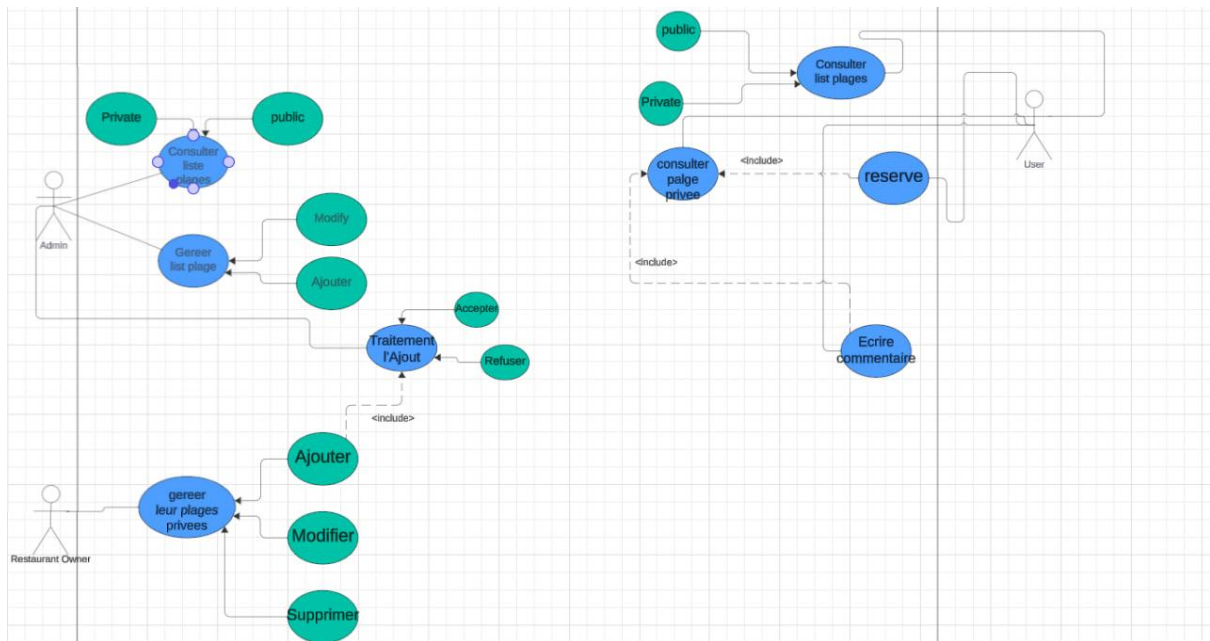 public
Consulter
list plages
Private
Private
public
Consulter
liste
plages
<include>
consulter
palge
privee
reserve
User
Admin
Modify
Gereer
list plage
Ajouter
<include>
Accepter
Traitement
l'Ajout
Refuser
Ecrire
commentaire
<include>
Ajouter
gereer
leur plages
privees
Modifier
Restaurant Owner
Supprimer